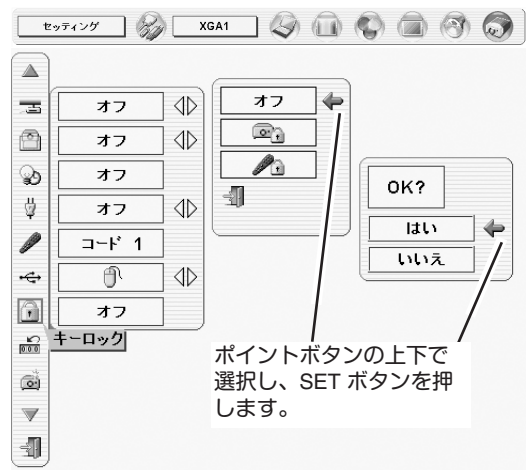 セッティング
XGA1
オフ
オフ
オフ
オフ
コード 1
オフ
キーロック
オフ
OK?
はい
いいえ
ポイントボタンの上下で
選択し、SET ボタンを押
します。